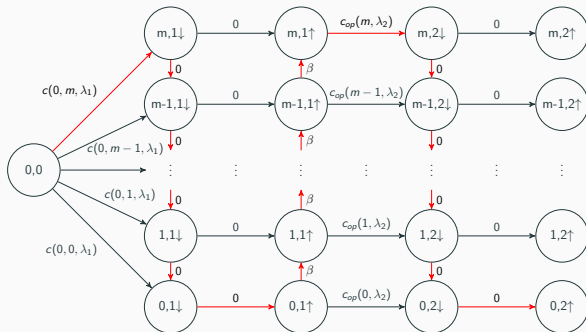 m,1↓ 0 m,1↑ c_op(m, λ₂) m,2↓ 0 m,2↑
c(0, m, λ₁) 0 β 0
m-1,1↓ 0 m-1,1↑ c_op(m − 1, λ₂) m-1,2↓ 0 m-1,2↑
c(0, m − 1, λ₁) 0 β 0
0,0 ⋮ ⋮ ⋮ ⋮ ⋮ ⋮ ⋮
c(0, 1, λ₁) 0 β 0
1,1↓ 0 1,1↑ c_op(1, λ₂) 1,2↓ 0 1,2↑
c(0, 0, λ₁) 0 β 0
0,1↓ 0 0,1↑ c_op(0, λ₂) 0,2↓ 0 0,2↑